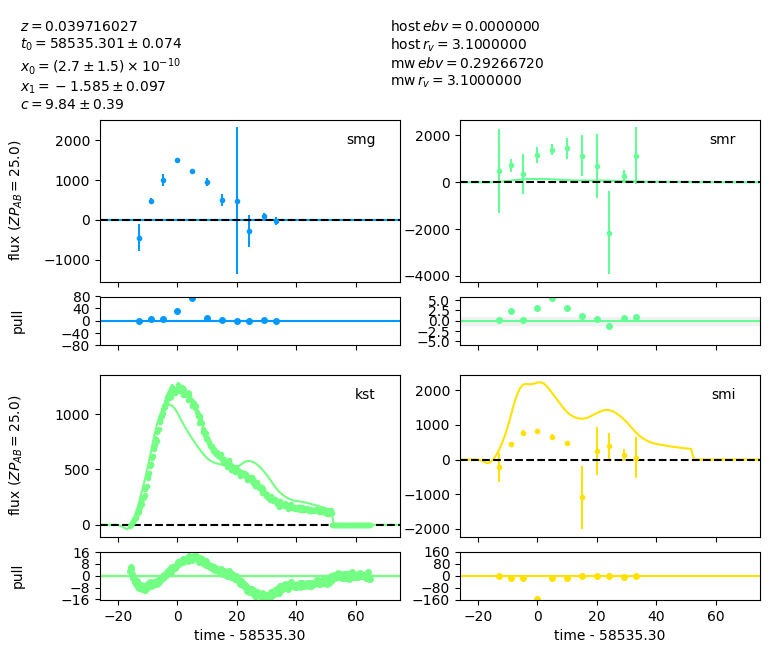 z = 0.039716027
t₀ = 58535.301 ± 0.074
x₀ = (2.7 ± 1.5) × 10⁻¹⁰
x₁ = −1.585 ± 0.097
c = 9.84 ± 0.39
host ebv = 0.0000000
host r_v = 3.1000000
mw ebv = 0.29266720
mw r_v = 3.1000000
flux (ZP_AB = 25.0)
2000
1000
0
−1000
smg
2000
0
−2000
−4000
smr
pull
80
40
0
−40
−80
5.0
2.5
0.0
−2.5
−5.0
flux (ZP_AB = 25.0)
1000
500
0
kst
2000
1000
0
−1000
−2000
smi
pull
16
8
0
−8
−16
160
80
0
−80
−160
−20 0 20 40 60
−20 0 20 40 60
time - 58535.30
time - 58535.30